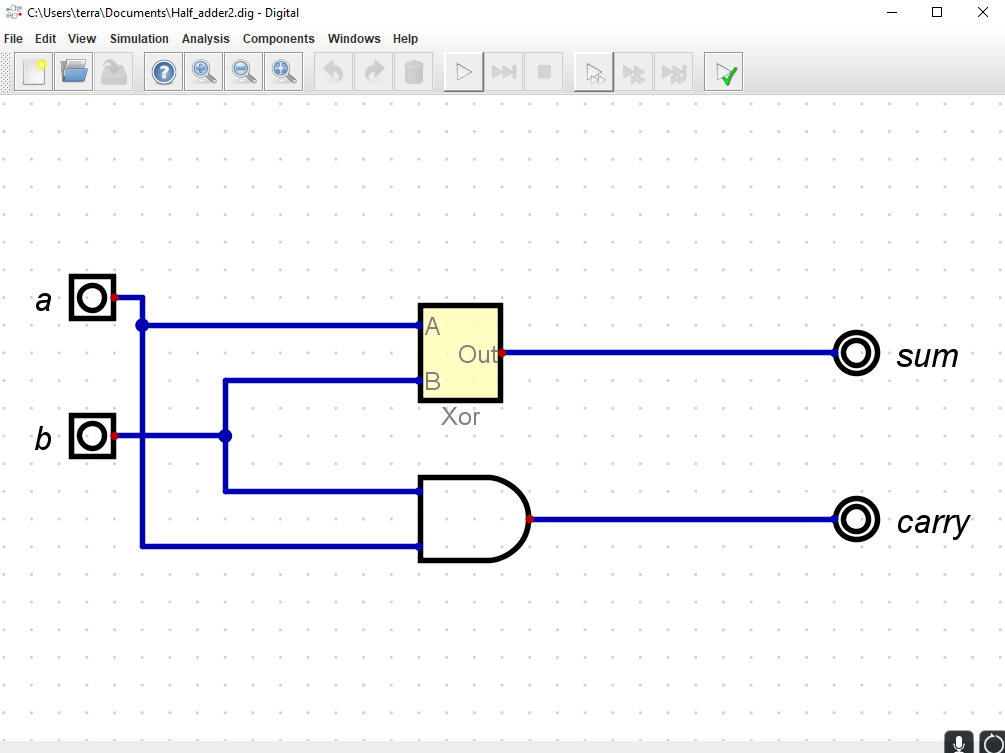 C:\Users\terra\Documents\Half_adder2.dig - Digital
File Edit View Simulation Analysis Components Windows Help
a
A
Out
sum
B
Xor
b
carry